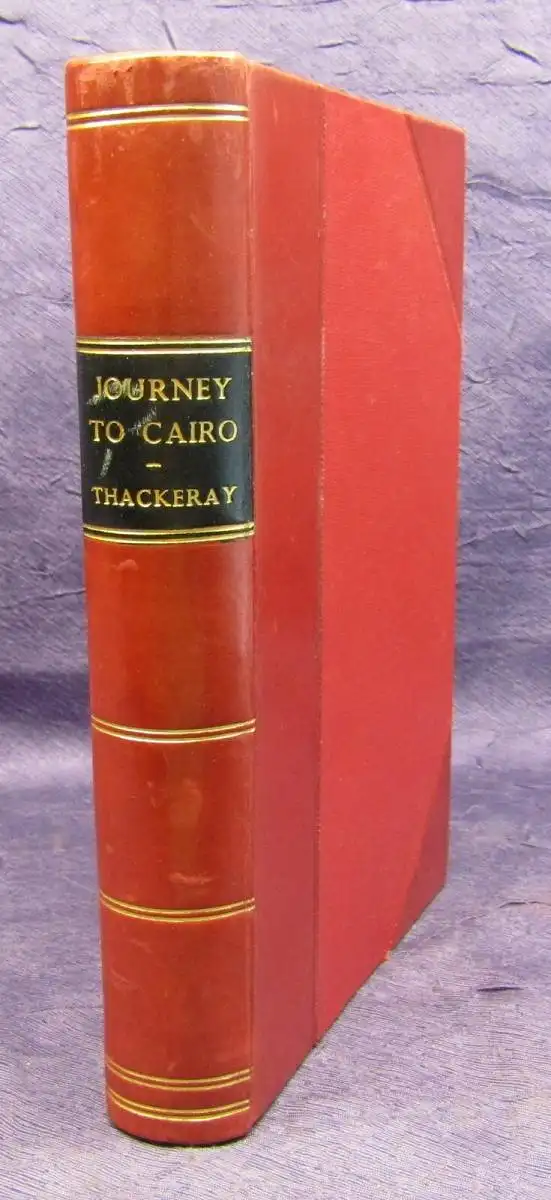 JOURNEY
TO CAIRO
–
THACKERAY